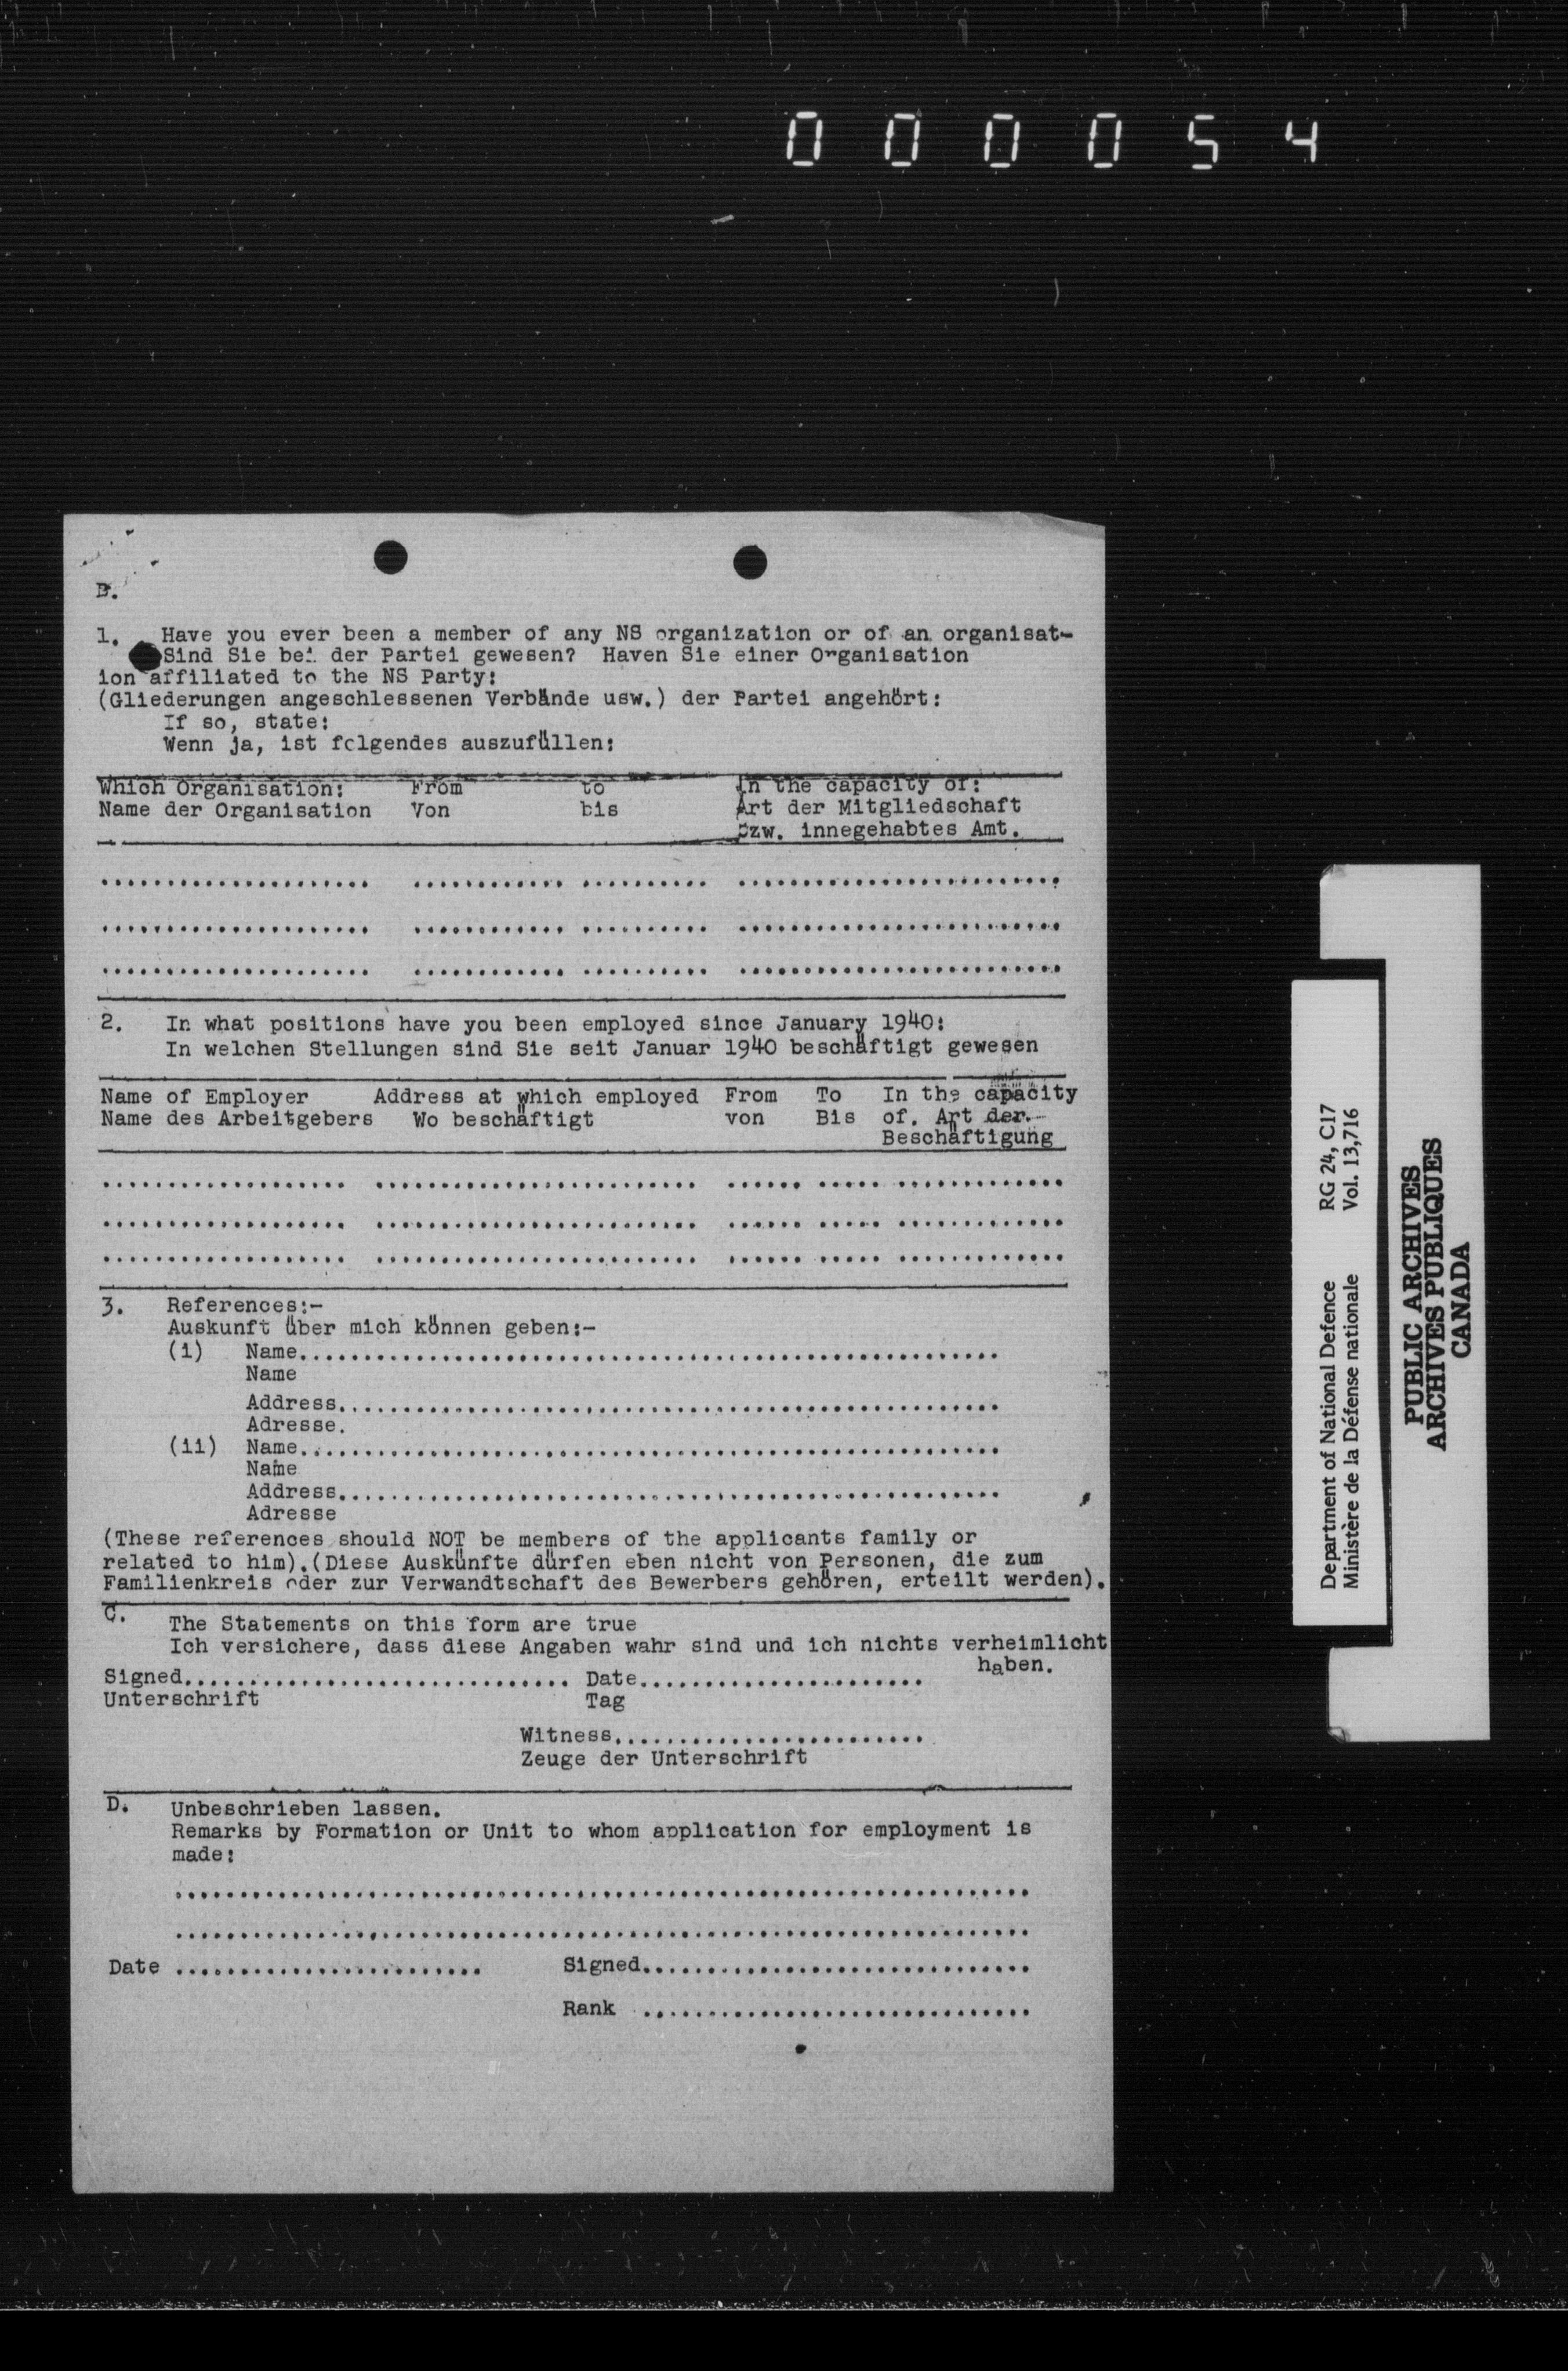 000054
B.
1. Have you ever been a member of any NS organization or of an organisat-
Sind Sie bei der Partei gewesen? Haven Sie einer Organisation
ion affiliated to the NS Party:
(Gliederungen angeschlessenen Verbände usw.) der Partei angehört:
If so, state:
Wenn ja, ist folgendes auszufüllen:
Which Organisation: From to In the capacity of:
Name der Organisation Von bis Art der Mitgliedschaft
bzw. innegehabtes Amt.
..................... ............ .......... .........................
..................... ............ .......... .........................
..................... ............ .......... .........................
2. In what positions have you been employed since January 1940:
In welchen Stellungen sind Sie seit Januar 1940 beschäftigt gewesen
Name of Employer Address at which employed From To In the capacity
Name des Arbeitgebers Wo beschäftigt von Bis of. Art der
Beschäftigung
................... ......................... ...... ..... .............
................... ......................... ...... ..... .............
................... ......................... ...... ..... .............
3. References:-
Auskunft über mich können geben:-
(i) Name......................................................
Name
Address...................................................
Adresse.
(ii) Name......................................................
Name
Address...................................................
Adresse
(These references should NOT be members of the applicants family or
related to him).(Diese Auskünfte dürfen eben nicht von Personen, die zum
Familienkreis oder zur Verwandtschaft des Bewerbers gehören, erteilt werden).
C.
The Statements on this form are true
Ich versichere, dass diese Angaben wahr sind und ich nichts verheimlicht
haben.
Signed.............................. Date......................
Unterschrift Tag
Witness........................
Zeuge der Unterschrift
D. Unbeschrieben lassen.
Remarks by Formation or Unit to whom application for employment is
made:
..................................................................
..................................................................
Date ........................ Signed..............................
Rank ..............................
Department of National Defence RG 24, C17
Ministère de la Défense nationale Vol. 13,716
PUBLIC ARCHIVES
ARCHIVES PUBLIQUES
CANADA